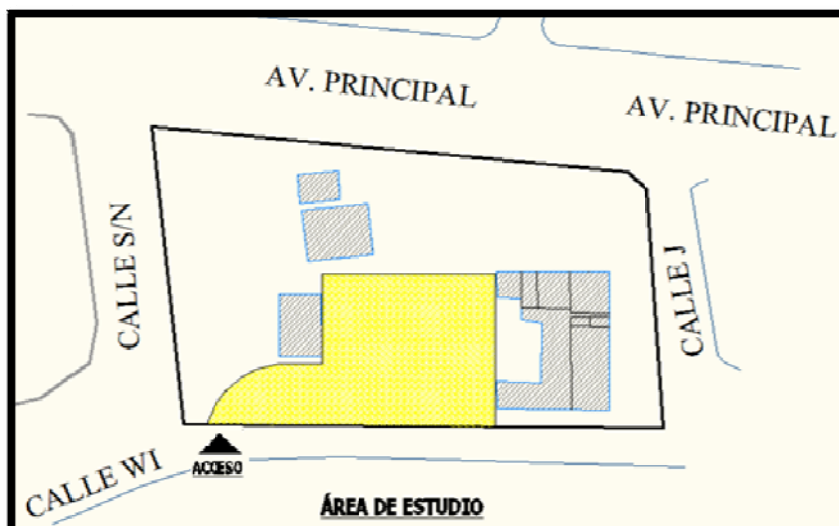 AV. PRINCIPAL
AV. PRINCIPAL
CALLE S/N
CALLE J
CALLE WI
ACCESO
ÁREA DE ESTUDIO